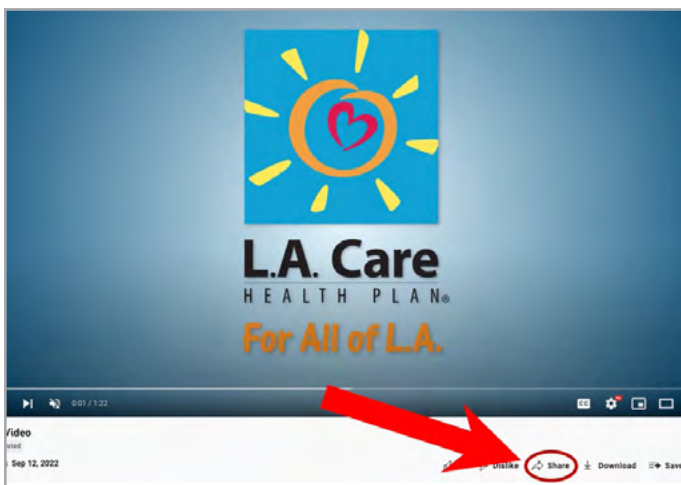 L.A. Care
HEALTH PLAN®
For All of L.A.
0:01 / 1:22
CC
Video
Sep 12, 2022
Dislike Share Download Save